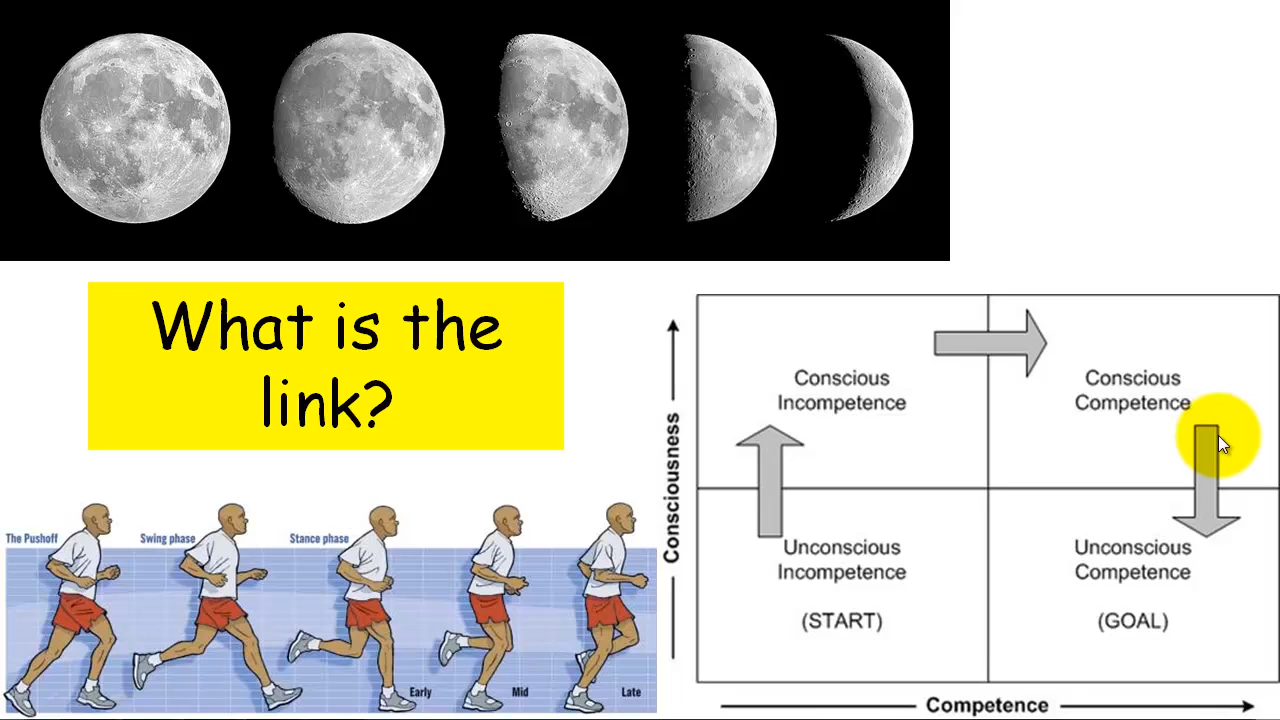 What is the
link?
The Pushoff
Swing phase
Stance phase
Early
Mid
Late
Consciousness
Conscious
Incompetence
Conscious
Competence
Unconscious
Incompetence
(START)
Unconscious
Competence
(GOAL)
Competence